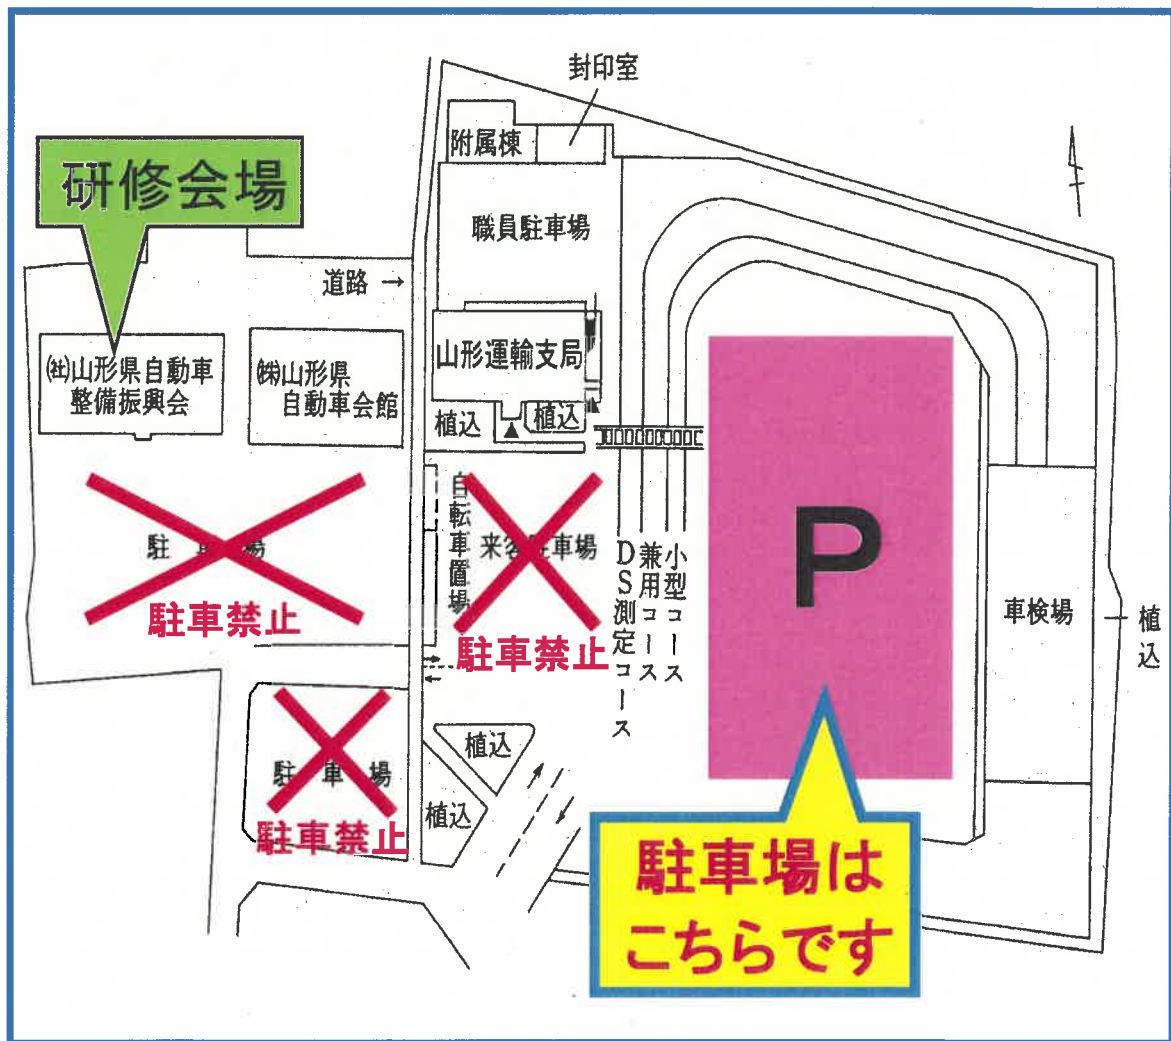 封印室
附属棟
研修会場
職員駐車場
道路 →
㈳山形県自動車
整備振興会
㈱山形県
自動車会館
山形運輸支局
植込
植込
自転車置場
駐 車 場
駐車禁止
来客駐車場
駐車禁止
DS測定コース
兼用コース
小型コース
P
車検場
植込
駐 車 場
駐車禁止
植込
植込
駐車場は
こちらです